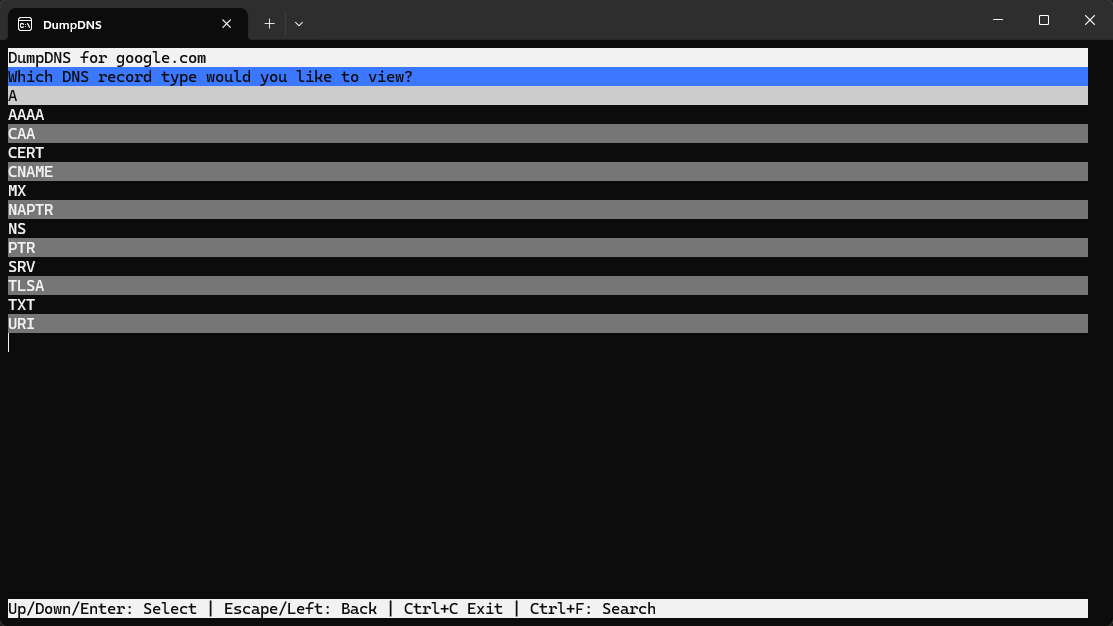 DumpDNS
DumpDNS for google.com
Which DNS record type would you like to view?
A
AAAA
CAA
CERT
CNAME
MX
NAPTR
NS
PTR
SRV
TLSA
TXT
URI
Up/Down/Enter: Select | Escape/Left: Back | Ctrl+C Exit | Ctrl+F: Search